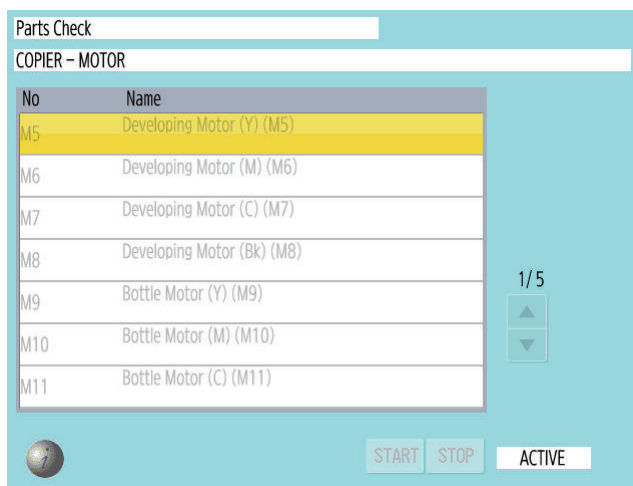 Parts Check
COPIER – MOTOR
No Name
M5 Developing Motor (Y) (M5)
M6 Developing Motor (M) (M6)
M7 Developing Motor (C) (M7)
M8 Developing Motor (Bk) (M8)
M9 Bottle Motor (Y) (M9)
M10 Bottle Motor (M) (M10)
M11 Bottle Motor (C) (M11)
1/5
i
START STOP ACTIVE